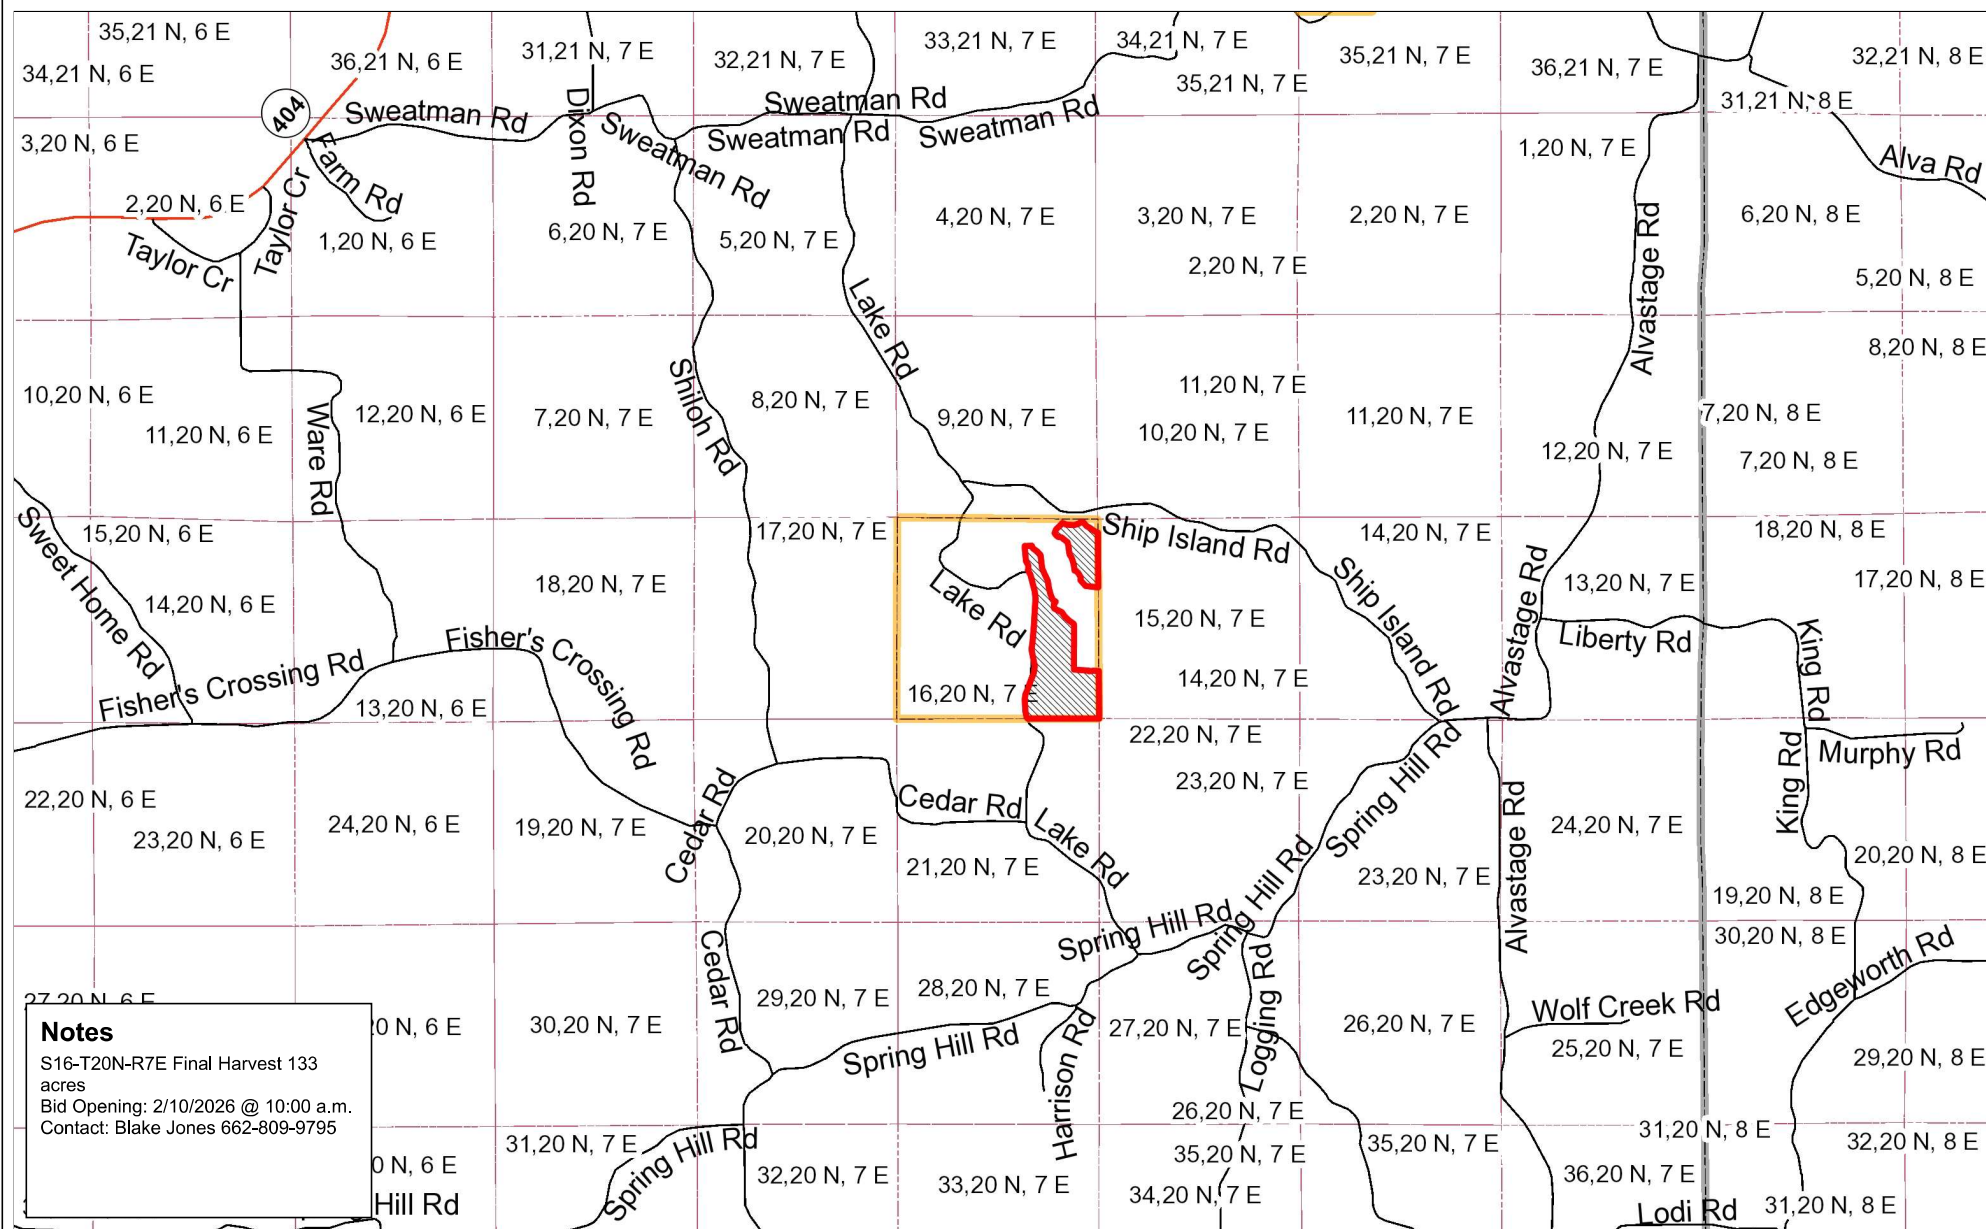 35,21 N, 6 E
34,21 N, 6 E
36,21 N, 6 E
31,21 N, 7 E
32,21 N, 7 E
33,21 N, 7 E
34,21 N, 7 E
35,21 N, 7 E
35,21 N, 7 E
36,21 N, 7 E
32,21 N, 8 E
31,21 N, 8 E
404
Sweatman Rd
Dixon Rd
Sweatman Rd
Sweatman Rd
Sweatman Rd
Sweatman Rd
3,20 N, 6 E
Farm Rd
1,20 N, 7 E
Alva Rd
2,20 N, 6 E
Taylor Cr
Taylor Cr
1,20 N, 6 E
6,20 N, 7 E
5,20 N, 7 E
4,20 N, 7 E
3,20 N, 7 E
2,20 N, 7 E
2,20 N, 7 E
Alvastage Rd
6,20 N, 8 E
5,20 N, 8 E
Lake Rd
8,20 N, 8 E
10,20 N, 6 E
11,20 N, 6 E
Ware Rd
12,20 N, 6 E
7,20 N, 7 E
Shiloh Rd
8,20 N, 7 E
9,20 N, 7 E
11,20 N, 7 E
10,20 N, 7 E
11,20 N, 7 E
12,20 N, 7 E
7,20 N, 8 E
7,20 N, 8 E
Sweet Home Rd
15,20 N, 6 E
14,20 N, 6 E
18,20 N, 7 E
17,20 N, 7 E
Lake Rd
16,20 N, 7
Ship Island Rd
Ship Island Rd
15,20 N, 7 E
14,20 N, 7 E
14,20 N, 7 E
Alvastage Rd
13,20 N, 7 E
18,20 N, 8 E
17,20 N, 8 E
Liberty Rd
King Rd
Fisher's Crossing Rd
Fisher's Crossing Rd
13,20 N, 6 E
22,20 N, 7 E
23,20 N, 7 E
Spring Hill Rd
Murphy Rd
King Rd
22,20 N, 6 E
23,20 N, 6 E
24,20 N, 6 E
19,20 N, 7 E
Cedar Rd
20,20 N, 7 E
Cedar Rd
21,20 N, 7 E
Lake Rd
Alvastage Rd
24,20 N, 7 E
23,20 N, 7 E
20,20 N, 8 E
19,20 N, 8 E
30,20 N, 8 E
Spring Hill Rd
Spring Hill Rd
Cedar Rd
29,20 N, 7 E
28,20 N, 7 E
Edgeworth Rd
27,20 N, 6 E
0 N, 6 E
30,20 N, 7 E
Spring Hill Rd
Harrison Rd
27,20 N, 7 E
Logging Rd
26,20 N, 7 E
Wolf Creek Rd
25,20 N, 7 E
29,20 N, 8 E
26,20 N, 7 E
31,20 N, 7 E
Spring Hill Rd
32,20 N, 7 E
33,20 N, 7 E
35,20 N, 7 E
34,20 N, 7 E
35,20 N, 7 E
31,20 N, 8 E
36,20 N, 7 E
32,20 N, 8 E
31,20 N, 8 E
Lodi Rd
0 N, 6 E
Hill Rd
Notes
S16-T20N-R7E Final Harvest 133
acres
Bid Opening: 2/10/2026 @ 10:00 a.m.
Contact: Blake Jones 662-809-9795